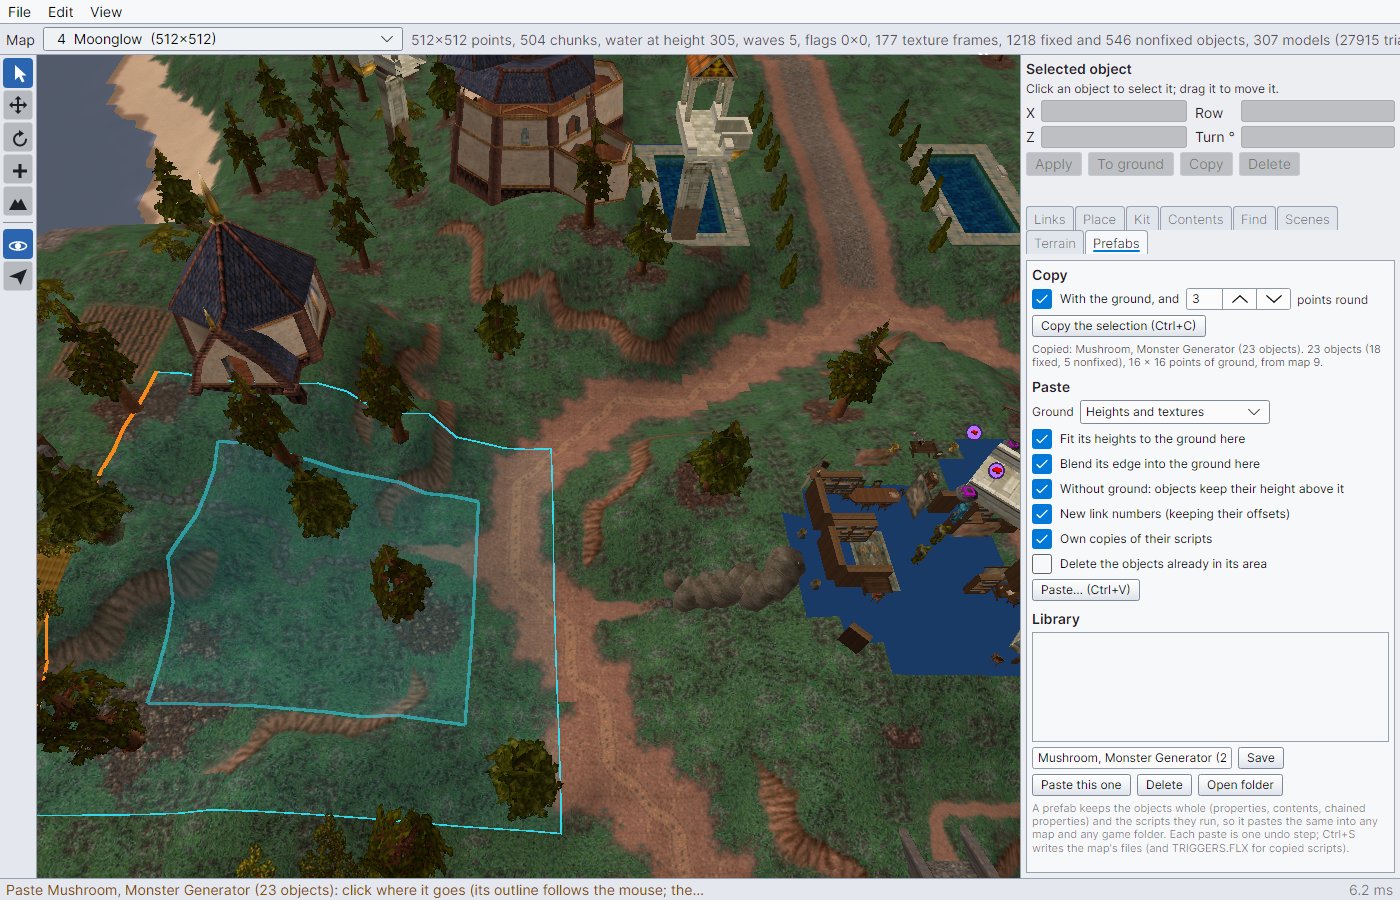 File Edit View
Map 4 Moonglow (512×512) 512×512 points, 504 chunks, water at height 305, waves 5, flags 0×0, 177 texture frames, 1218 fixed and 546 nonfixed objects, 307 models (27915 tria
Selected object
Click an object to select it; drag it to move it.
X Row
Z Turn °
Apply To ground Copy Delete
Links Place Kit Contents Find Scenes
Terrain Prefabs
Copy
With the ground, and 3 points round
Copy the selection (Ctrl+C)
Copied: Mushroom, Monster Generator (23 objects). 23 objects (18
fixed, 5 nonfixed), 16 × 16 points of ground, from map 9.
Paste
Ground Heights and textures
Fit its heights to the ground here
Blend its edge into the ground here
Without ground: objects keep their height above it
New link numbers (keeping their offsets)
Own copies of their scripts
Delete the objects already in its area
Paste... (Ctrl+V)
Library
Mushroom, Monster Generator (2 Save
Paste this one Delete Open folder
A prefab keeps the objects whole (properties, contents, chained
properties) and the scripts they run, so it pastes the same into any
map and any game folder. Each paste is one undo step; Ctrl+S
writes the map's files (and TRIGGERS.FLX for copied scripts).
Paste Mushroom, Monster Generator (23 objects): click where it goes (its outline follows the mouse; the... 6.2 ms